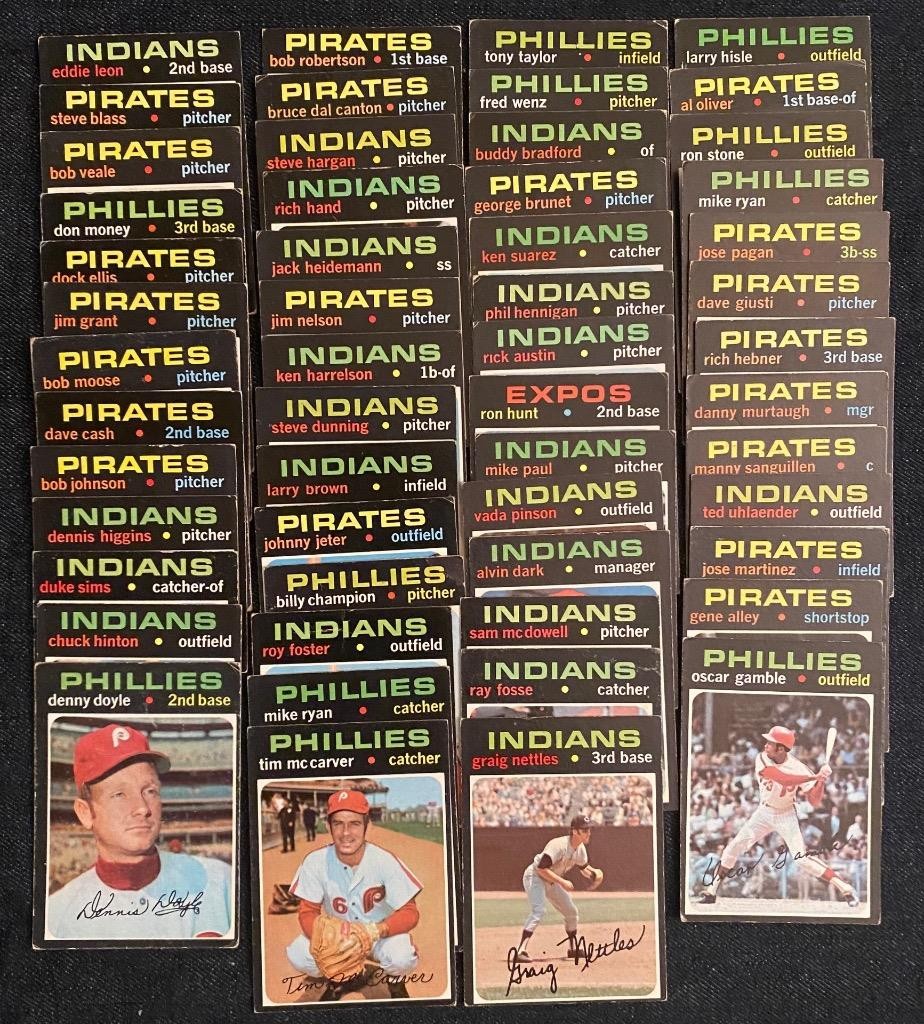 INDIANS
eddie leon • 2nd base
PIRATES
steve blass • pitcher
PIRATES
bob veale • pitcher
PHILLIES
don money • 3rd base
PIRATES
dock ellis • pitcher
PIRATES
jim grant • pitcher
PIRATES
bob moose • pitcher
PIRATES
dave cash • 2nd base
PIRATES
bob johnson • pitcher
INDIANS
dennis higgins • pitcher
INDIANS
duke sims • catcher-of
INDIANS
chuck hinton • outfield
PHILLIES
denny doyle • 2nd base
P
Dennis Doyle
PIRATES
bob robertson • 1st base
PIRATES
bruce dal canton • pitcher
INDIANS
steve hargan • pitcher
INDIANS
rich hand • pitcher
INDIANS
jack heidemann • ss
PIRATES
jim nelson • pitcher
INDIANS
ken harrelson • 1b-of
INDIANS
steve dunning • pitcher
INDIANS
larry brown • infield
PIRATES
johnny jeter • outfield
PHILLIES
billy champion • pitcher
INDIANS
roy foster • outfield
PHILLIES
mike ryan • catcher
PHILLIES
tim mccarver • catcher
P
6 P
Tim McCarver
PHILLIES
tony taylor • infield
PHILLIES
fred wenz • pitcher
INDIANS
buddy bradford • of
PIRATES
george brunet • pitcher
INDIANS
ken suarez • catcher
INDIANS
phil hennigan • pitcher
INDIANS
rick austin • pitcher
EXPOS
ron hunt • 2nd base
INDIANS
mike paul • pitcher
INDIANS
vada pinson • outfield
INDIANS
alvin dark • manager
INDIANS
sam mcdowell • pitcher
INDIANS
ray fosse • catcher
INDIANS
graig nettles • 3rd base
Graig Nettles
PHILLIES
larry hisle • outfield
PIRATES
al oliver • 1st base-of
PHILLIES
ron stone • outfield
PHILLIES
mike ryan • catcher
PIRATES
jose pagan • 3b-ss
PIRATES
dave giusti • pitcher
PIRATES
rich hebner • 3rd base
PIRATES
danny murtaugh • mgr
PIRATES
manny sanguillen • c
INDIANS
ted uhlaender • outfield
PIRATES
jose martinez • infield
PIRATES
gene alley • shortstop
PHILLIES
oscar gamble • outfield
Oscar Gamble